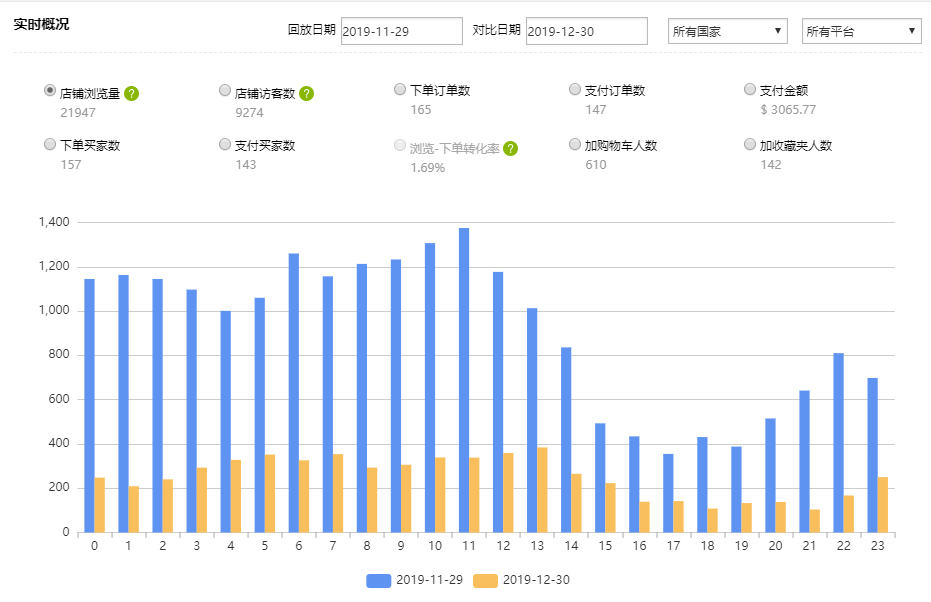 实时概况
回放日期 2019-11-29 对比日期 2019-12-30 所有国家 所有平台
店铺浏览量 ? 店铺访客数 ? 下单订单数 支付订单数 支付金额
21947 9274 165 147 $ 3065.77
下单买家数 支付买家数 浏览-下单转化率 ? 加购物车人数 加收藏夹人数
157 143 1.69% 610 142
1,400
1,200
1,000
800
600
400
200
0
0 1 2 3 4 5 6 7 8 9 10 11 12 13 14 15 16 17 18 19 20 21 22 23
2019-11-29 2019-12-30